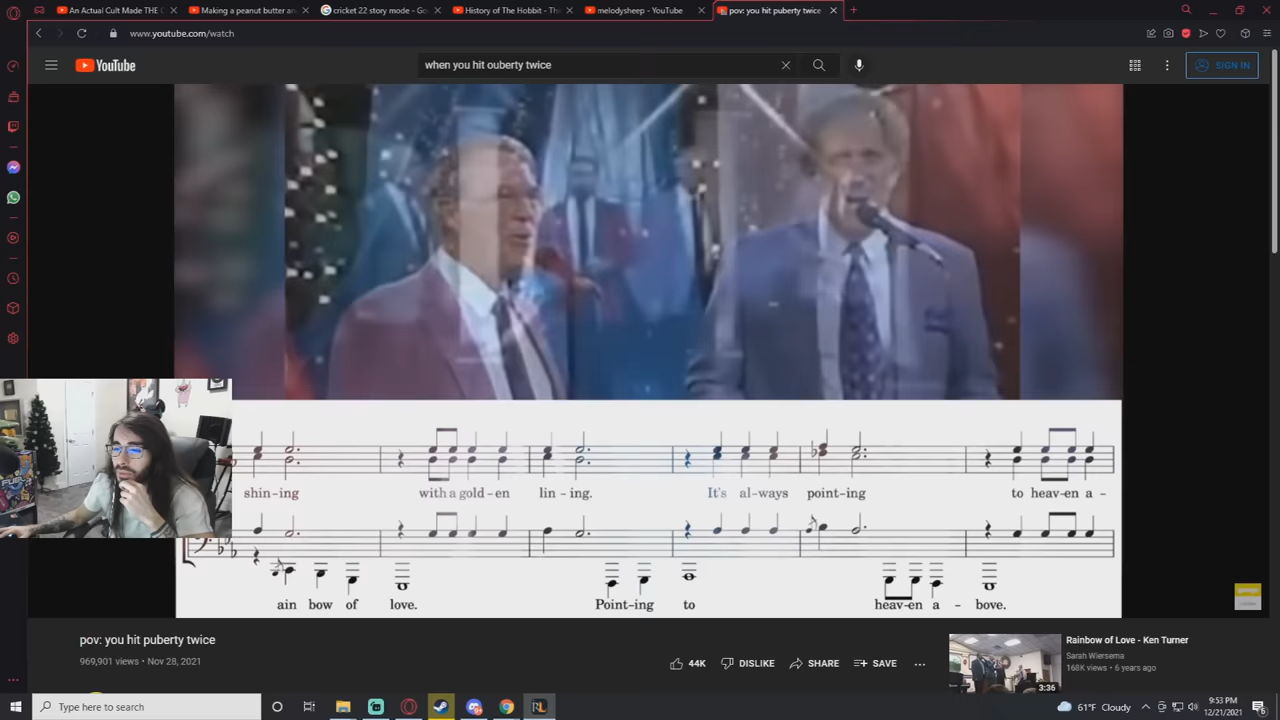 An Actual Cult Made THE
Making a peanut butter an
cricket 22 story mode - Go
History of The Hobbit - Th
melodysheep - YouTube
pov: you hit puberty twice
www.youtube.com/watch
YouTube
when you hit ouberty twice
SIGN IN
shin-ing with a gold-en lin-ing. It's al-ways point-ing to heav-en a-
ain bow of love. Point-ing to heav-en a - bove.
pov: you hit puberty twice
969,901 views • Nov 28, 2021
44K DISLIKE SHARE SAVE
Rainbow of Love - Ken Turner
Sarah Wiersema
168K views • 6 years ago
3:36
Type here to search
61°F Cloudy
9:53 PM
12/21/2021